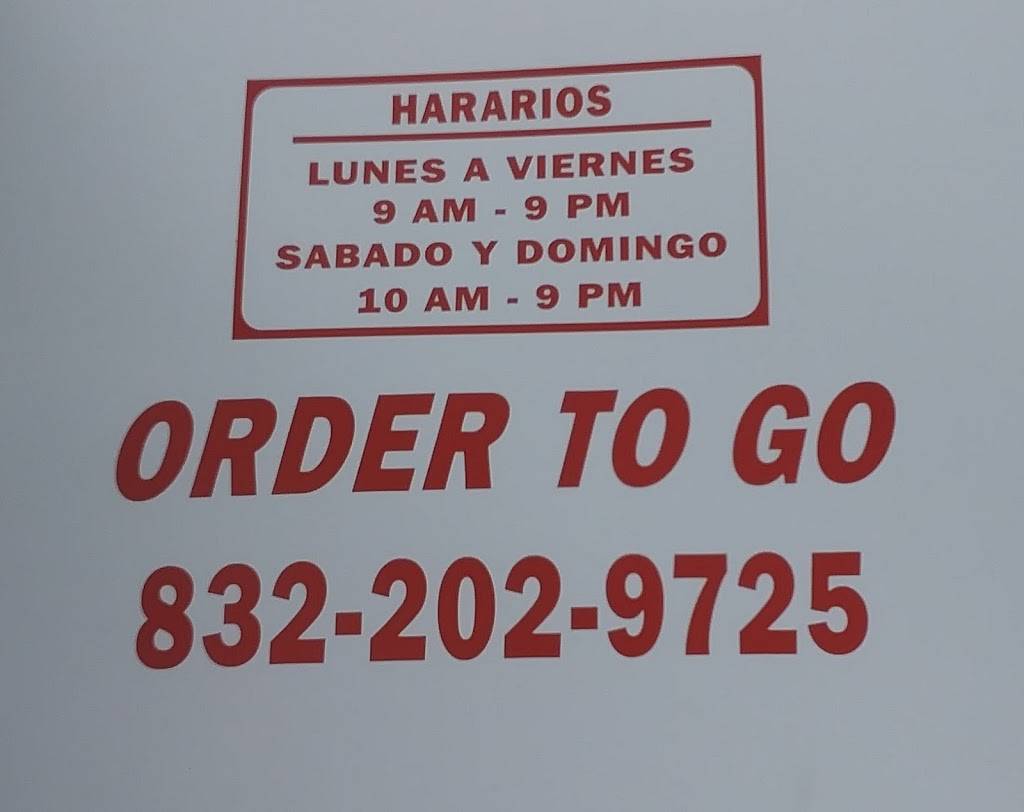 HARARIOS
LUNES A VIERNES
9 AM - 9 PM
SABADO Y DOMINGO
10 AM - 9 PM
ORDER TO GO
832-202-9725